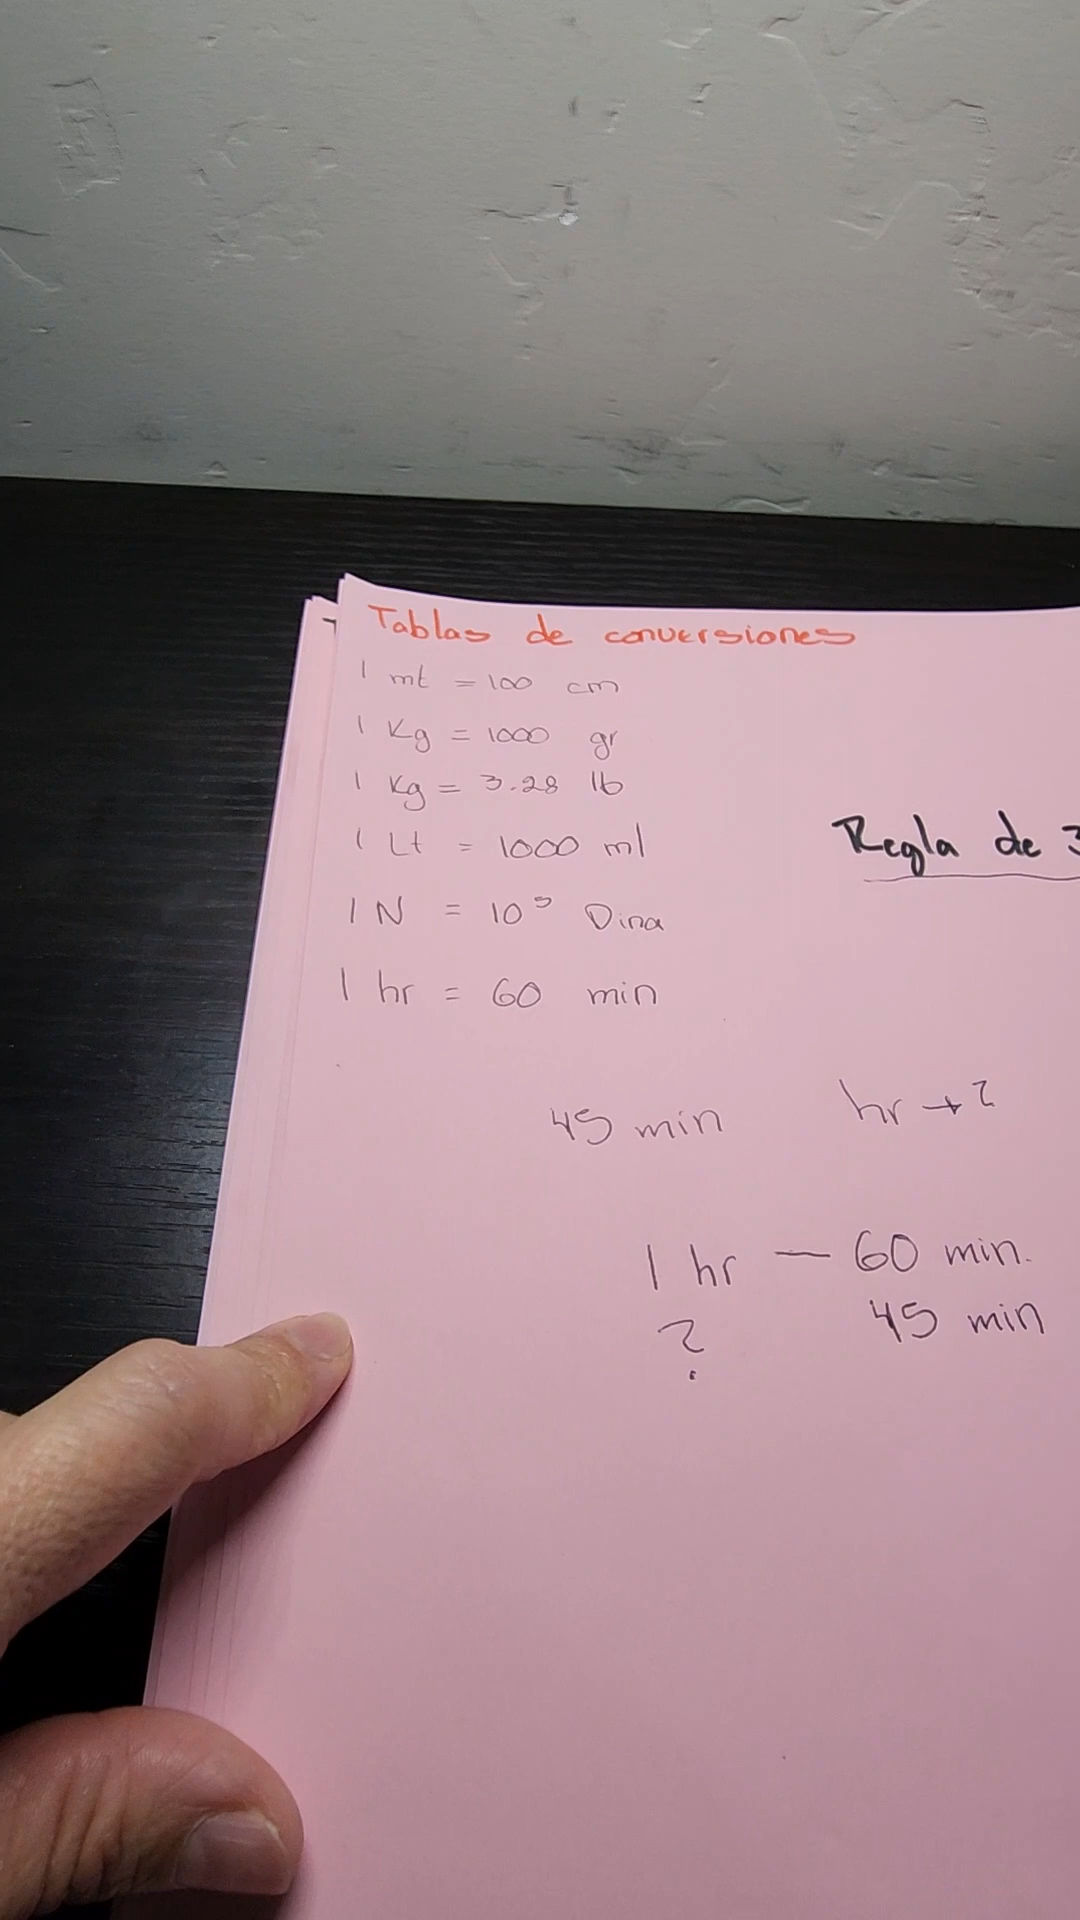 Tablas de conversiones
1 mt = 100 cm
1 Kg = 1000 gr
1 Kg = 3.28 lb
1 Lt = 1000 ml
Regla de 3
1 N = 10⁵ Dina
1 hr = 60 min
45 min hr → ?
1 hr — 60 min.
? 45 min